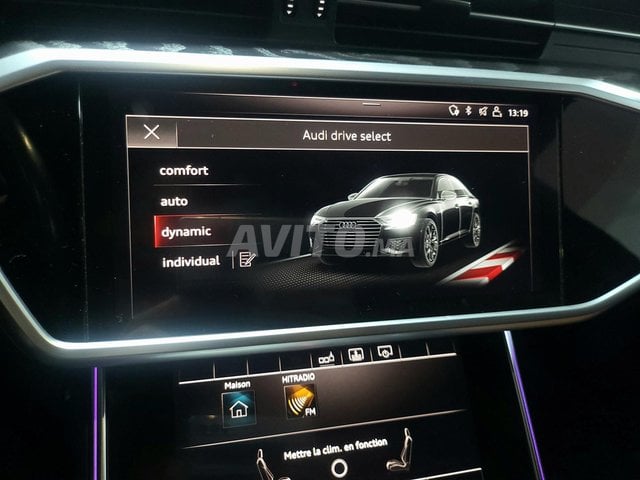 13:19
Audi drive select
comfort
auto
dynamic
individual
AVITO.MA
Maison
HITRADIO
FM
Mettre la clim. en fonction